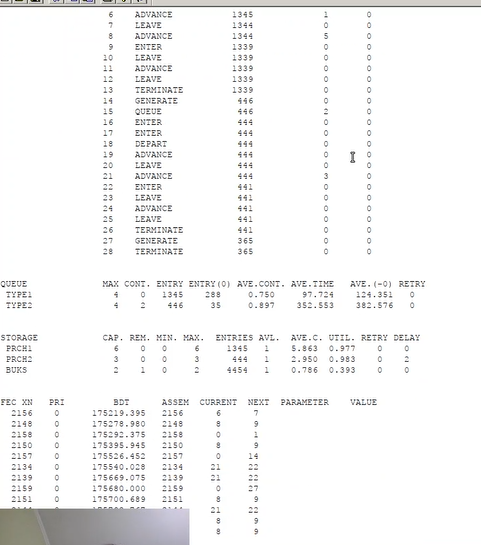 6 ADVANCE 1345 1 0
7 LEAVE 1344 0 0
8 ADVANCE 1344 5 0
9 ENTER 1339 0 0
10 LEAVE 1339 0 0
11 ADVANCE 1339 0 0
12 LEAVE 1339 0 0
13 TERMINATE 1339 0 0
14 GENERATE 446 0 0
15 QUEUE 446 2 0
16 ENTER 444 0 0
17 ENTER 444 0 0
18 DEPART 444 0 0
19 ADVANCE 444 0 0
20 LEAVE 444 0 0
21 ADVANCE 444 3 0
22 ENTER 441 0 0
23 LEAVE 441 0 0
24 ADVANCE 441 0 0
25 LEAVE 441 0 0
26 TERMINATE 441 0 0
27 GENERATE 365 0 0
28 TERMINATE 365 0 0
QUEUE MAX CONT. ENTRY ENTRY(0) AVE.CONT. AVE.TIME AVE.(-0) RETRY
TYPE1 4 0 1345 288 0.750 97.724 124.351 0
TYPE2 4 2 446 35 0.897 352.553 382.576 0
STORAGE CAP. REM. MIN. MAX. ENTRIES AVL. AVE.C. UTIL. RETRY DELAY
PRCH1 6 0 0 6 1345 1 5.863 0.977 0 0
PRCH2 3 0 0 3 444 1 2.950 0.983 0 2
BUKS 2 1 0 2 4454 1 0.786 0.393 0 0
FEC XN PRI BDT ASSEM CURRENT NEXT PARAMETER VALUE
2156 0 175219.395 2156 6 7
2148 0 175278.980 2148 8 9
2158 0 175292.375 2158 0 1
2150 0 175395.945 2150 8 9
2157 0 175526.452 2157 0 14
2134 0 175540.028 2134 21 22
2139 0 175669.075 2139 21 22
2159 0 175680.000 2159 0 27
2151 0 175700.689 2151 8 9
21 22
8 9
8 9